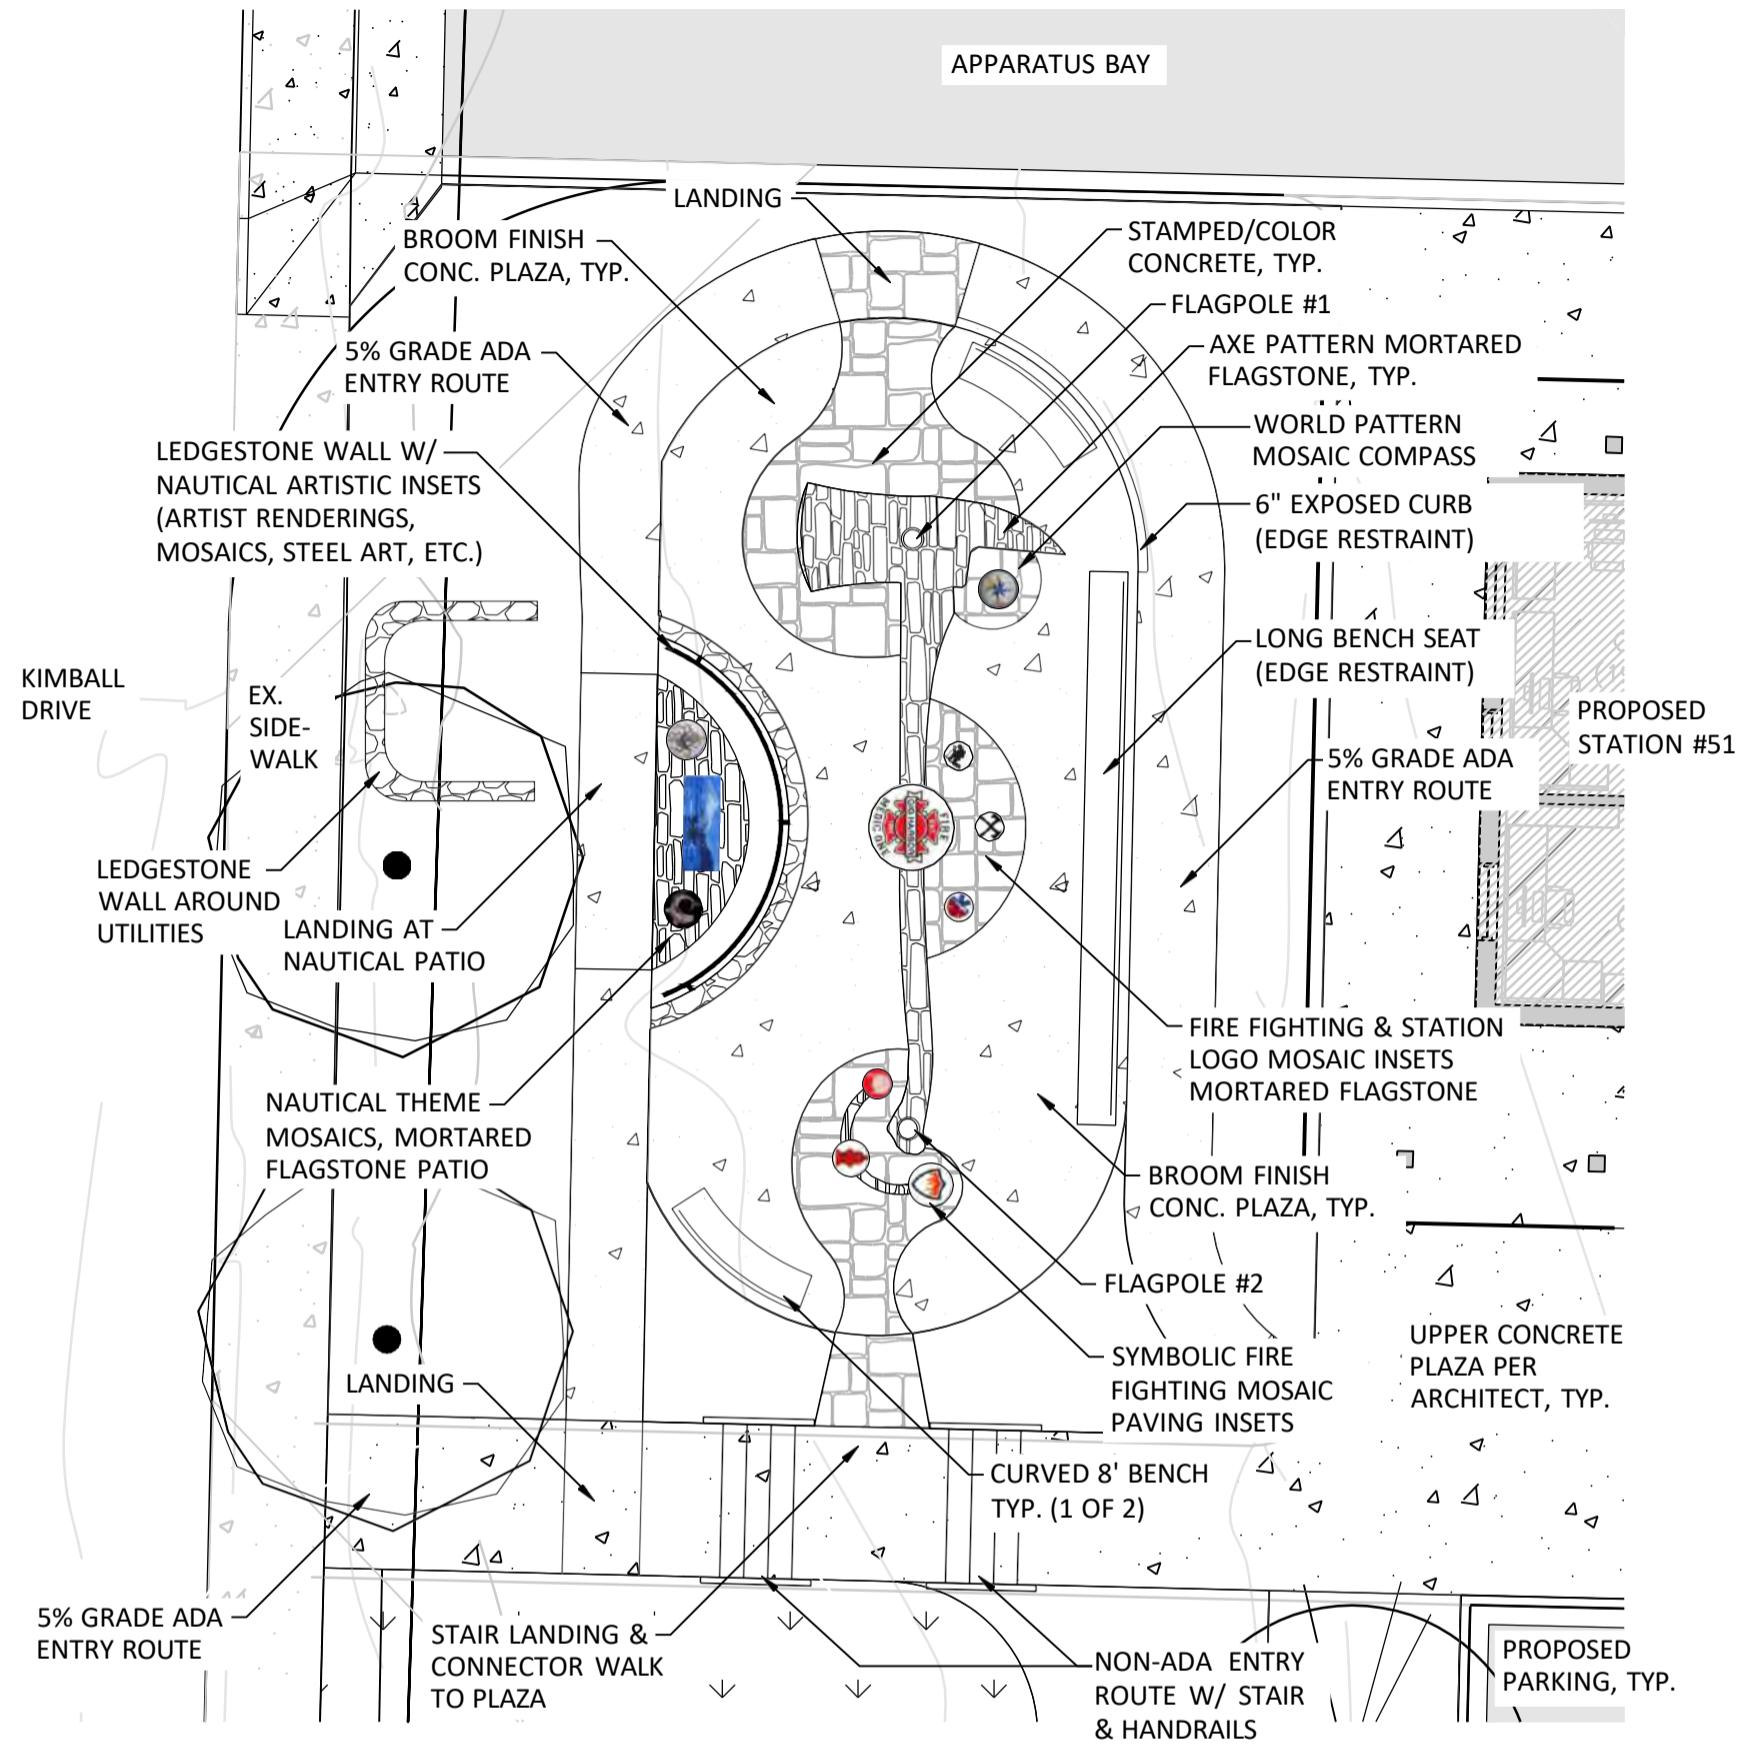 APPARATUS BAY
LANDING
BROOM FINISH
CONC. PLAZA, TYP.
STAMPED/COLOR
CONCRETE, TYP.
FLAGPOLE #1
5% GRADE ADA
ENTRY ROUTE
AXE PATTERN MORTARED
FLAGSTONE, TYP.
WORLD PATTERN
MOSAIC COMPASS
LEDGESTONE WALL W/
NAUTICAL ARTISTIC INSETS
(ARTIST RENDERINGS,
MOSAICS, STEEL ART, ETC.)
6" EXPOSED CURB
(EDGE RESTRAINT)
LONG BENCH SEAT
(EDGE RESTRAINT)
KIMBALL
DRIVE
EX.
SIDE-
WALK
PROPOSED
STATION #51
5% GRADE ADA
ENTRY ROUTE
GIG HARBOR
FIRE
MEDIC ONE
LEDGESTONE
WALL AROUND
UTILITIES
LANDING AT
NAUTICAL PATIO
FIRE FIGHTING & STATION
LOGO MOSAIC INSETS
MORTARED FLAGSTONE
NAUTICAL THEME
MOSAICS, MORTARED
FLAGSTONE PATIO
BROOM FINISH
CONC. PLAZA, TYP.
FLAGPOLE #2
UPPER CONCRETE
PLAZA PER
ARCHITECT, TYP.
SYMBOLIC FIRE
FIGHTING MOSAIC
PAVING INSETS
LANDING
CURVED 8' BENCH
TYP. (1 OF 2)
5% GRADE ADA
ENTRY ROUTE
STAIR LANDING &
CONNECTOR WALK
TO PLAZA
NON-ADA ENTRY
ROUTE W/ STAIR
& HANDRAILS
PROPOSED
PARKING, TYP.